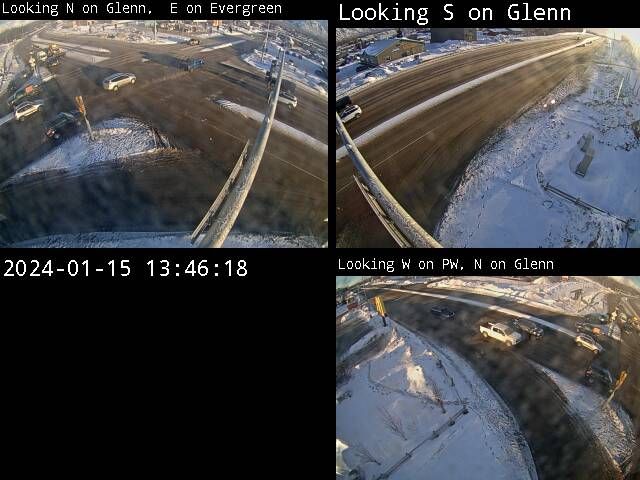 Looking N on Glenn,  E on Evergreen
Looking S on Glenn
2024-01-15 13:46:18
Looking W on PW, N on Glenn